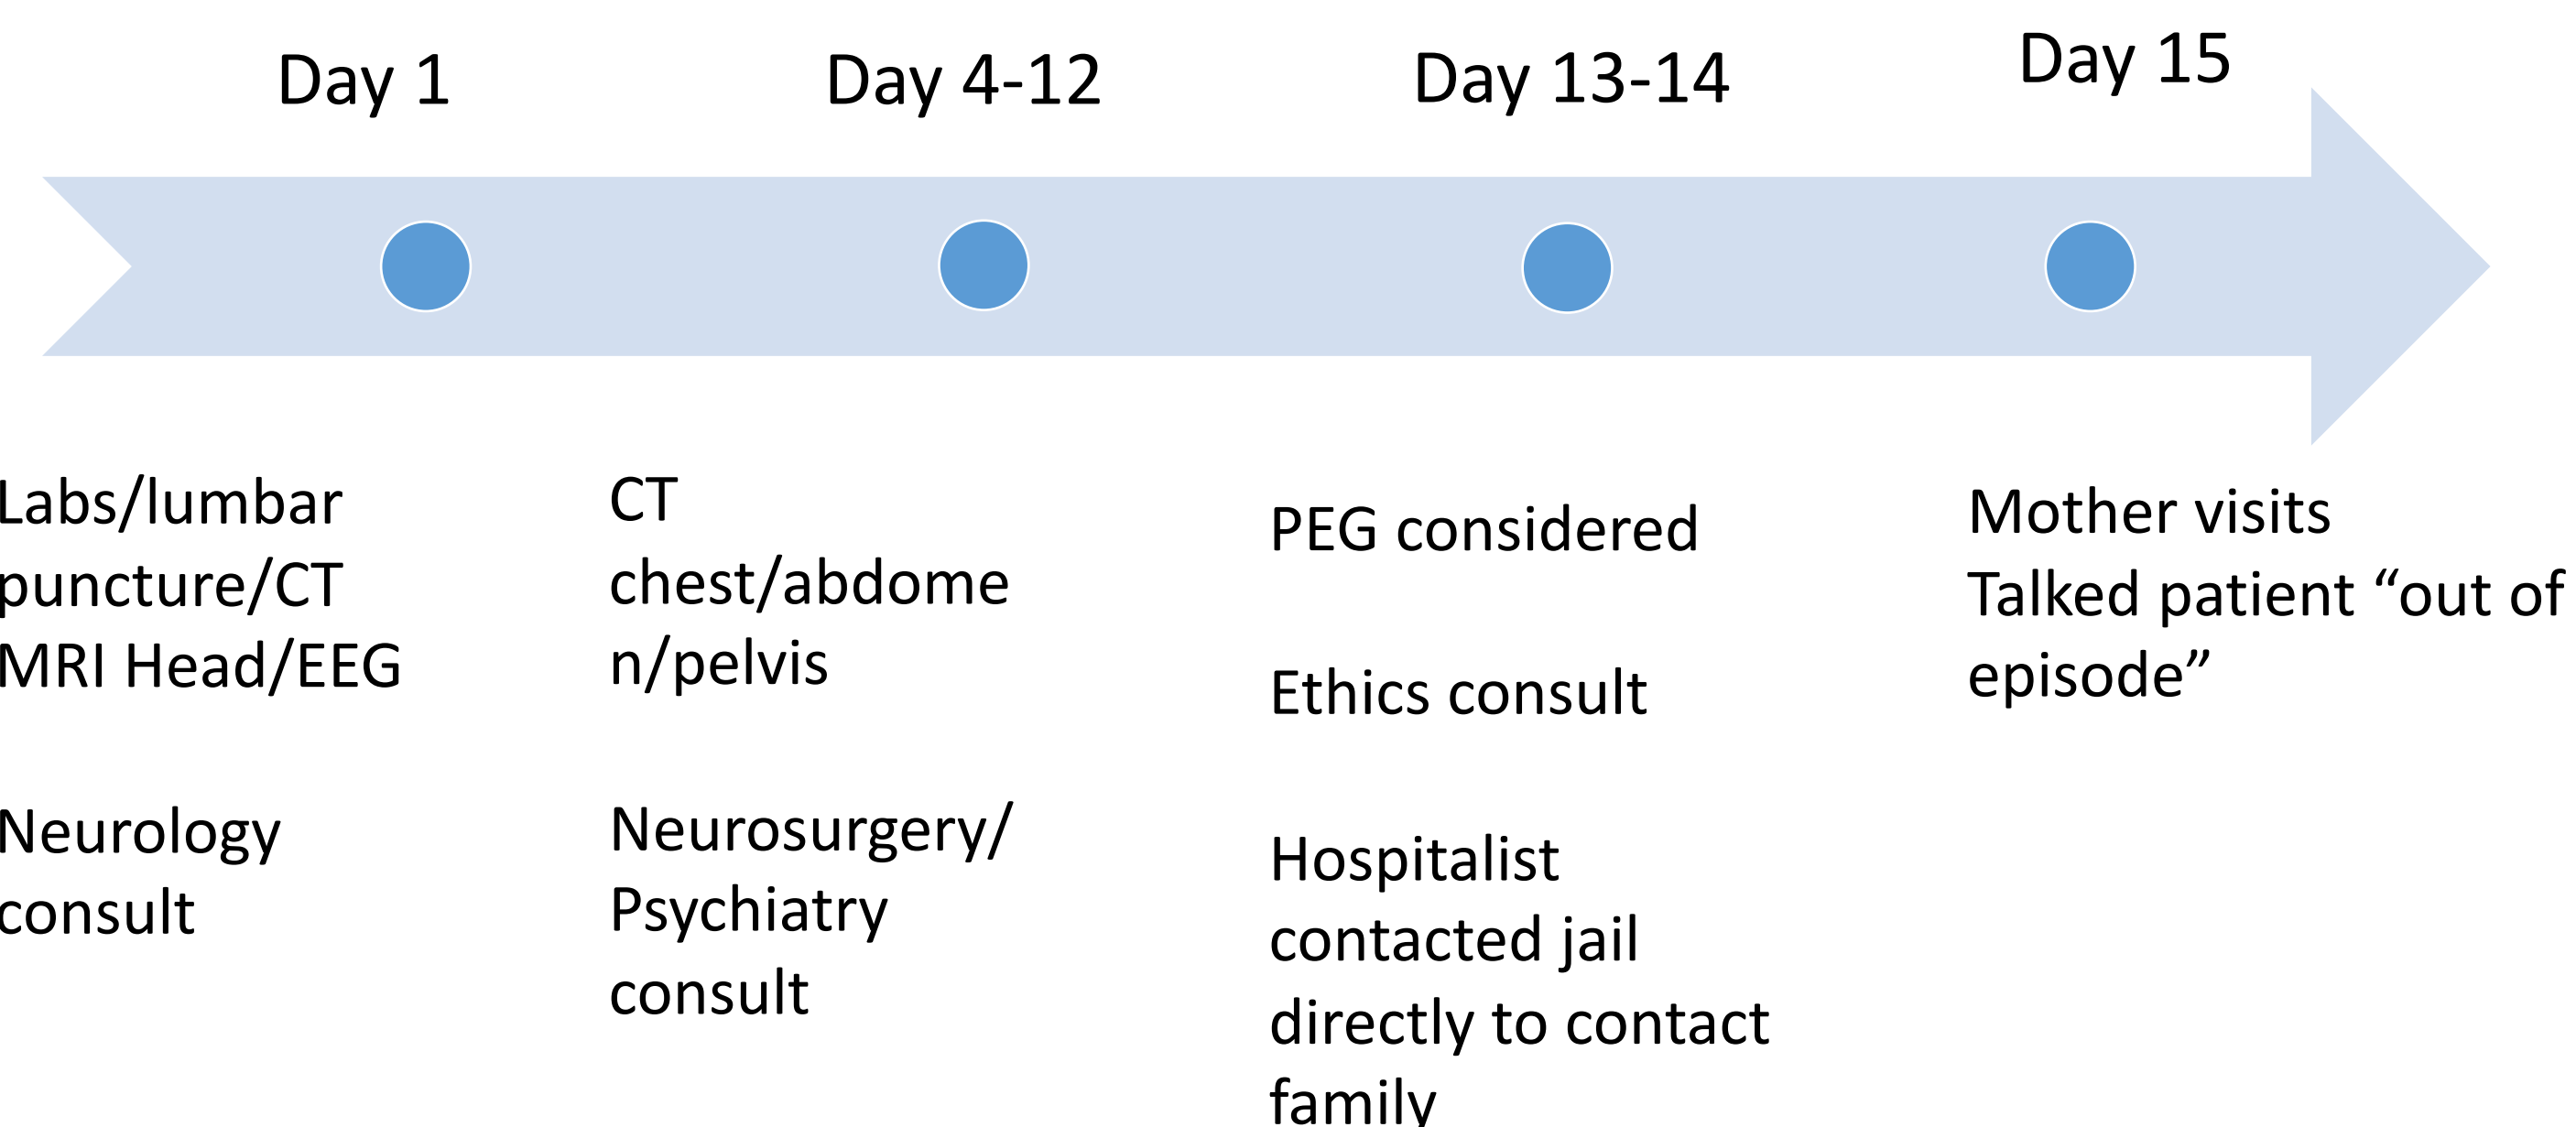 Day 1
Day 4-12
Day 13-14
Day 15
Labs/lumbar
puncture/CT
MRI Head/EEG
Neurology
consult
CT
chest/abdome
n/pelvis
Neurosurgery/
Psychiatry
consult
PEG considered
Ethics consult
Hospitalist
contacted jail
directly to contact
family
Mother visits
Talked patient “out of
episode”